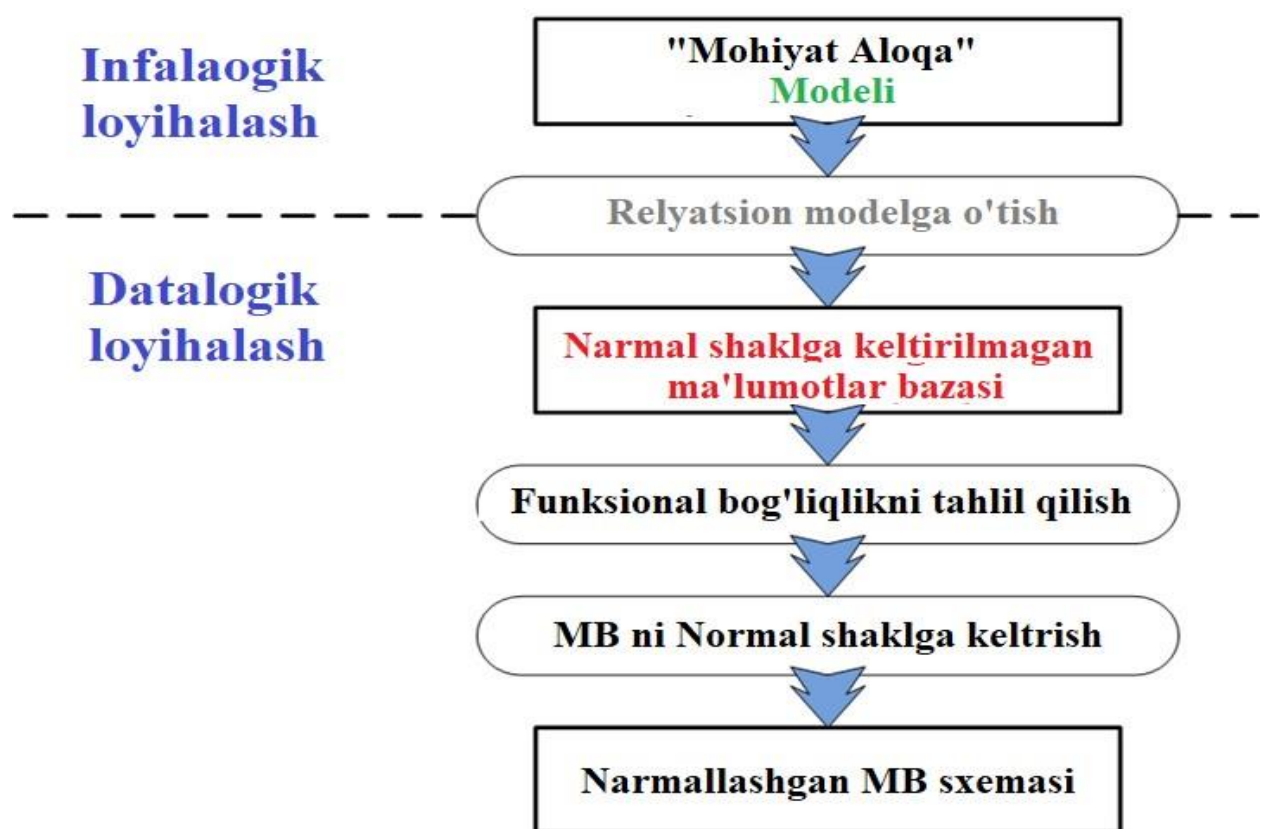 Infalaogik
loyihalash
"Mohiyat Aloqa"
Modeli
Relyatsion modelga o'tish
Datalogik
loyihalash
Narmal shaklga keltirilmagan
ma'lumotlar bazasi
Funksional bog'liqlikni tahlil qilish
MB ni Normal shaklga keltrish
Narmallashgan MB sxemasi